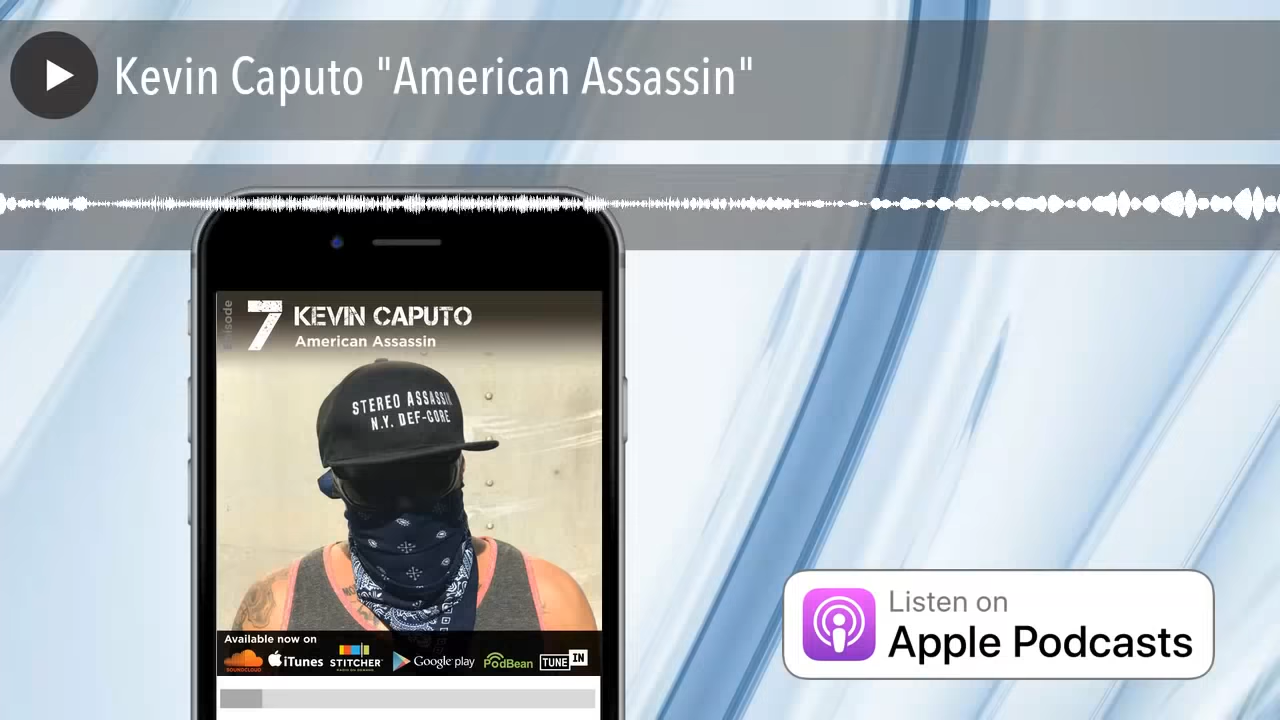 Kevin Caputo "American Assassin"
Episode
7 KEVIN CAPUTO
American Assassin
STEREO ASSASSIN
N.Y. DEF-CORE
Available now on
SOUNDCLOUD iTunes STITCHER Google play PodBean TUNE IN
Listen on
Apple Podcasts